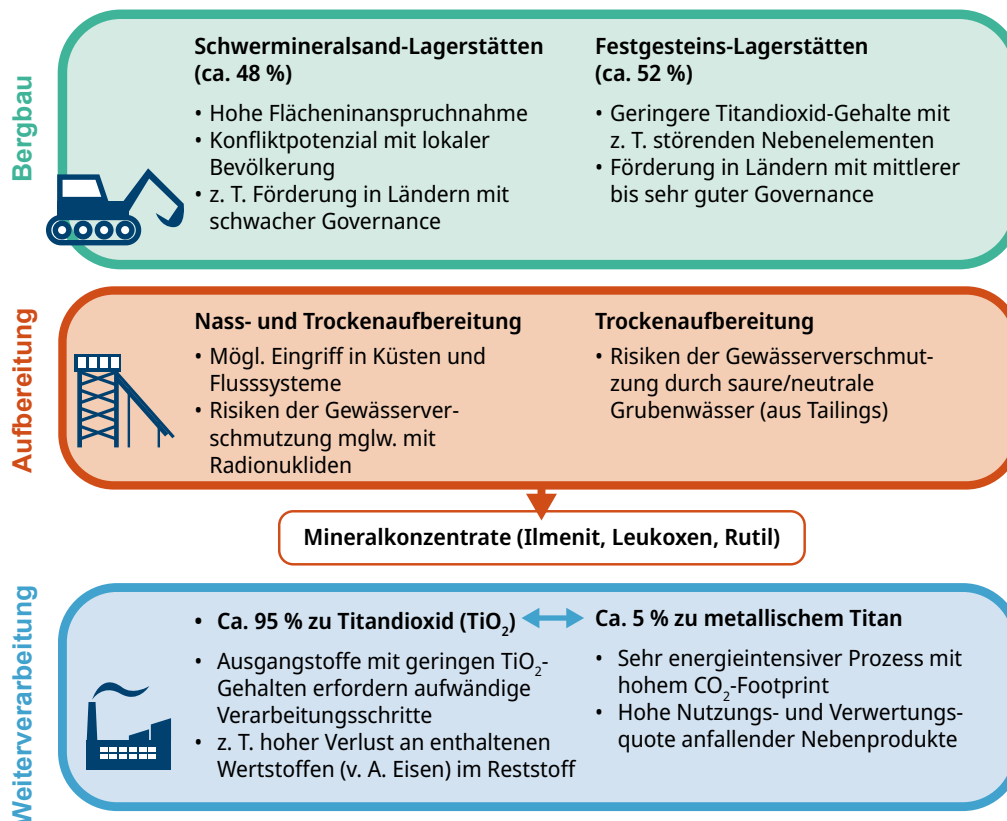 Bergbau
Schwermineralsand-Lagerstätten
(ca. 48 %)
• Hohe Flächeninanspruchnahme
• Konfliktpotenzial mit lokaler
Bevölkerung
• z. T. Förderung in Ländern mit
schwacher Governance
Festgesteins-Lagerstätten
(ca. 52 %)
• Geringere Titandioxid-Gehalte mit
z. T. störenden Nebenelementen
• Förderung in Ländern mit mittlerer
bis sehr guter Governance
Aufbereitung
Nass- und Trockenaufbereitung
• Mögl. Eingriff in Küsten und
Flusssysteme
• Risiken der Gewässerver-
schmutzung mglw. mit
Radionukliden
Trockenaufbereitung
• Risiken der Gewässerverschmut-
zung durch saure/neutrale
Grubenwässer (aus Tailings)
Mineralkonzentrate (Ilmenit, Leukoxen, Rutil)
Weiterverarbeitung
• Ca. 95 % zu Titandioxid (TiO₂)
• Ausgangstoffe mit geringen TiO₂-
Gehalten erfordern aufwändige
Verarbeitungsschritte
• z. T. hoher Verlust an enthaltenen
Wertstoffen (v. A. Eisen) im Reststoff
Ca. 5 % zu metallischem Titan
• Sehr energieintensiver Prozess mit
hohem CO₂-Footprint
• Hohe Nutzungs- und Verwertungs-
quote anfallender Nebenprodukte